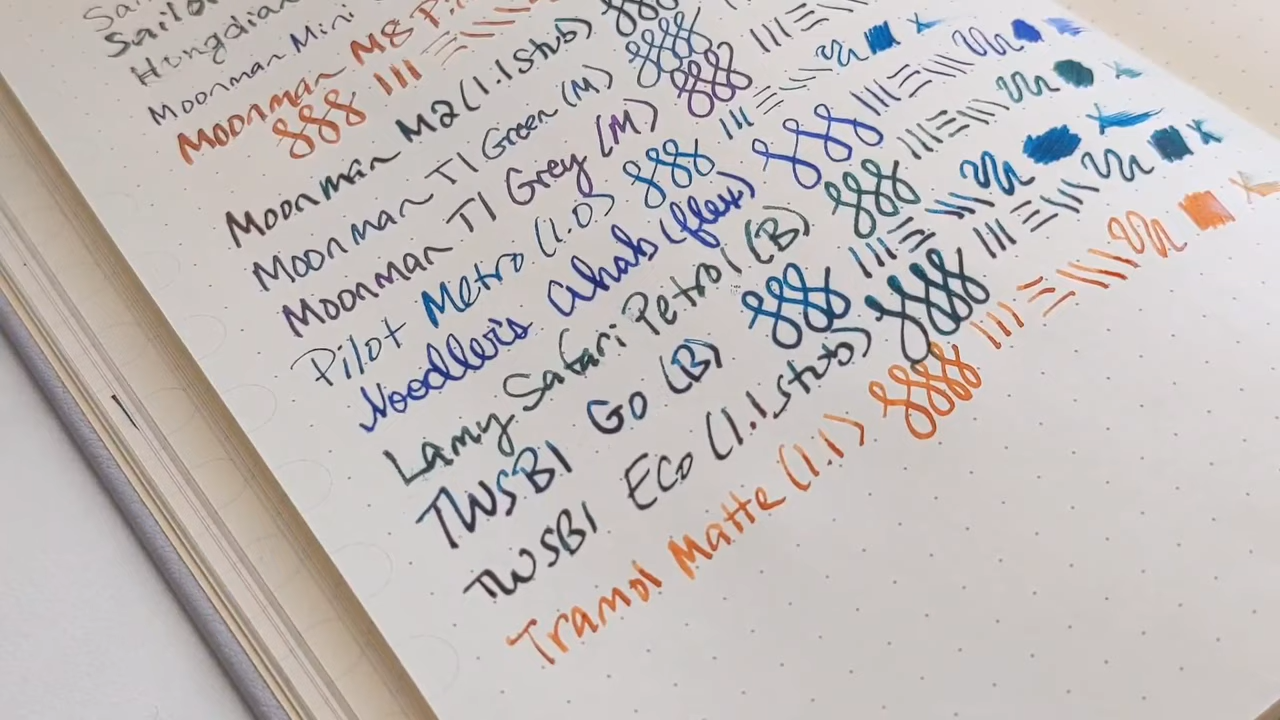 Sailo
Hongdian
Moonman Mini
Moonman M8
Moonman M2 (1.1 stub)
Moonman T1 Green (M)
Moonman T1 Grey (M)
Pilot Metro (1.0)
Noodler's Ahab (flex)
Lamy Safari Petrol (B)
TWSBI GO (B)
TWSBI Eco (1.1 stub)
Tramol Matte (1.1)